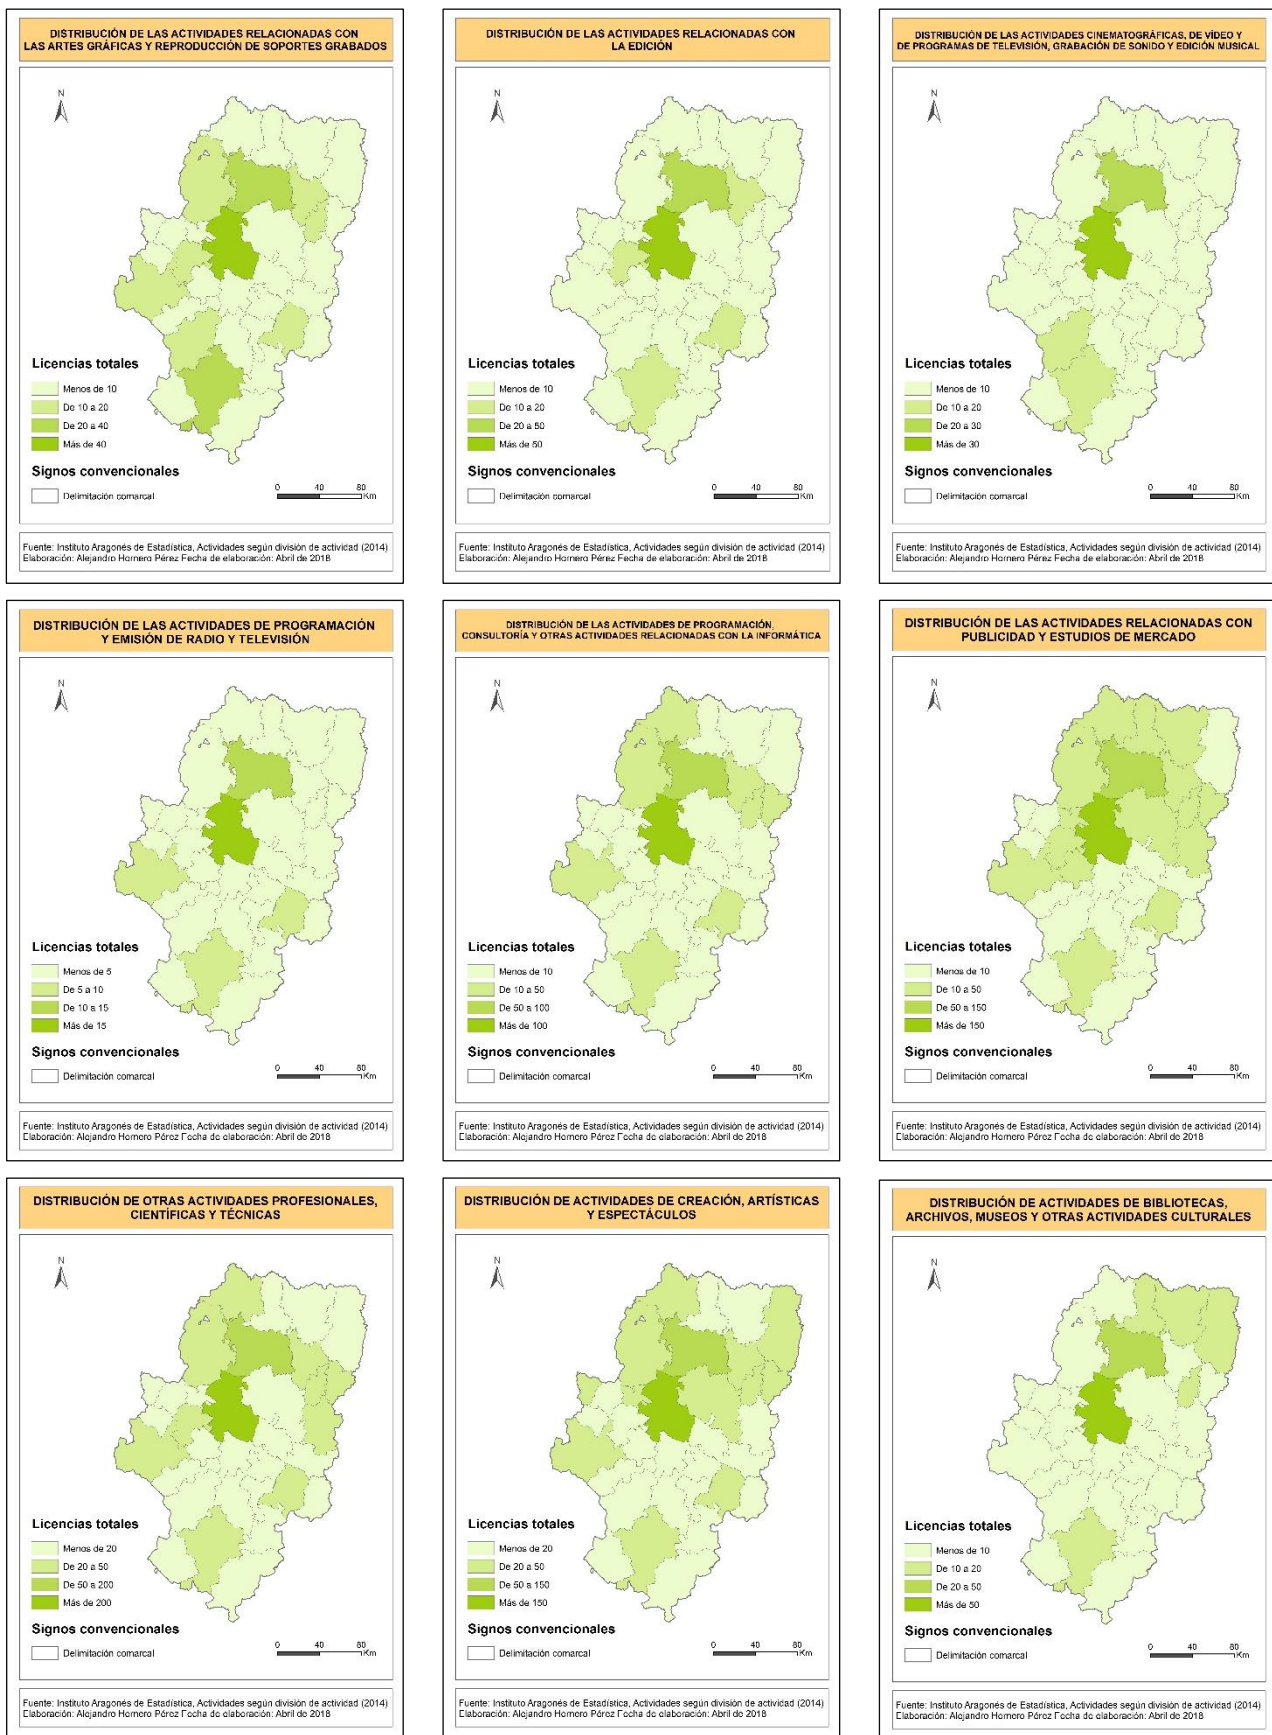 DISTRIBUCIÓN DE LAS ACTIVIDADES RELACIONADAS CON
LAS ARTES GRÁFICAS Y REPRODUCCIÓN DE SOPORTES GRABADOS
N
Licencias totales
Menos de 10
De 10 a 20
De 20 a 40
Más de 40
Signos convencionales
Delimitación comarcal
0 40 80
Km
Fuente: Instituto Aragonés de Estadística, Actividades según división de actividad (2014)
Elaboración: Alejandro Hornero Pérez Fecha de elaboración: Abril de 2018
DISTRIBUCIÓN DE LAS ACTIVIDADES RELACIONADAS CON
LA EDICIÓN
N
Licencias totales
Menos de 10
De 10 a 20
De 20 a 50
Más de 50
Signos convencionales
Delimitación comarcal
0 40 80
Km
Fuente: Instituto Aragonés de Estadística, Actividades según división de actividad (2014)
Elaboración: Alejandro Hornero Pérez Fecha de elaboración: Abril de 2018
DISTRIBUCIÓN DE LAS ACTIVIDADES CINEMATOGRÁFICAS, DE VÍDEO Y
DE PROGRAMAS DE TELEVISIÓN, GRABACIÓN DE SONIDO Y EDICIÓN MUSICAL
N
Licencias totales
Menos de 10
De 10 a 20
De 20 a 30
Más de 30
Signos convencionales
Delimitación comarcal
0 40 80
Km
Fuente: Instituto Aragonés de Estadística, Actividades según división de actividad (2014)
Elaboración: Alejandro Hornero Pérez Fecha de elaboración: Abril de 2018
DISTRIBUCIÓN DE LAS ACTIVIDADES DE PROGRAMACIÓN
Y EMISIÓN DE RADIO Y TELEVISIÓN
N
Licencias totales
Menos de 5
De 5 a 10
De 10 a 15
Más de 15
Signos convencionales
Delimitación comarcal
0 40 80
Km
Fuente: Instituto Aragonés de Estadística, Actividades según división de actividad (2014)
Elaboración: Alejandro Hornero Pérez Fecha de elaboración: Abril de 2018
DISTRIBUCIÓN DE LAS ACTIVIDADES DE PROGRAMACIÓN,
CONSULTORÍA Y OTRAS ACTIVIDADES RELACIONADAS CON LA INFORMÁTICA
N
Licencias totales
Menos de 10
De 10 a 50
De 50 a 100
Más de 100
Signos convencionales
Delimitación comarcal
0 40 80
Km
Fuente: Instituto Aragonés de Estadística, Actividades según división de actividad (2014)
Elaboración: Alejandro Hornero Pérez Fecha de elaboración: Abril de 2018
DISTRIBUCIÓN DE LAS ACTIVIDADES RELACIONADAS CON
PUBLICIDAD Y ESTUDIOS DE MERCADO
N
Licencias totales
Menos de 10
De 10 a 50
De 50 a 150
Más de 150
Signos convencionales
Delimitación comarcal
0 40 80
Km
Fuente: Instituto Aragonés de Estadística, Actividades según división de actividad (2014)
Elaboración: Alejandro Hornero Pérez Fecha de elaboración: Abril de 2018
DISTRIBUCIÓN DE OTRAS ACTIVIDADES PROFESIONALES,
CIENTÍFICAS Y TÉCNICAS
N
Licencias totales
Menos de 20
De 20 a 50
De 50 a 200
Más de 200
Signos convencionales
Delimitación comarcal
0 40 80
Km
Fuente: Instituto Aragonés de Estadística, Actividades según división de actividad (2014)
Elaboración: Alejandro Hornero Pérez Fecha de elaboración: Abril de 2018
DISTRIBUCIÓN DE ACTIVIDADES DE CREACIÓN, ARTÍSTICAS
Y ESPECTÁCULOS
N
Licencias totales
Menos de 20
De 20 a 50
De 50 a 150
Más de 150
Signos convencionales
Delimitación comarcal
0 40 80
Km
Fuente: Instituto Aragonés de Estadística, Actividades según división de actividad (2014)
Elaboración: Alejandro Hornero Pérez Fecha de elaboración: Abril de 2018
DISTRIBUCIÓN DE ACTIVIDADES DE BIBLIOTECAS,
ARCHIVOS, MUSEOS Y OTRAS ACTIVIDADES CULTURALES
N
Licencias totales
Menos de 10
De 10 a 20
De 20 a 50
Más de 50
Signos convencionales
Delimitación comarcal
0 40 80
Km
Fuente: Instituto Aragonés de Estadística, Actividades según división de actividad (2014)
Elaboración: Alejandro Hornero Pérez Fecha de elaboración: Abril de 2018